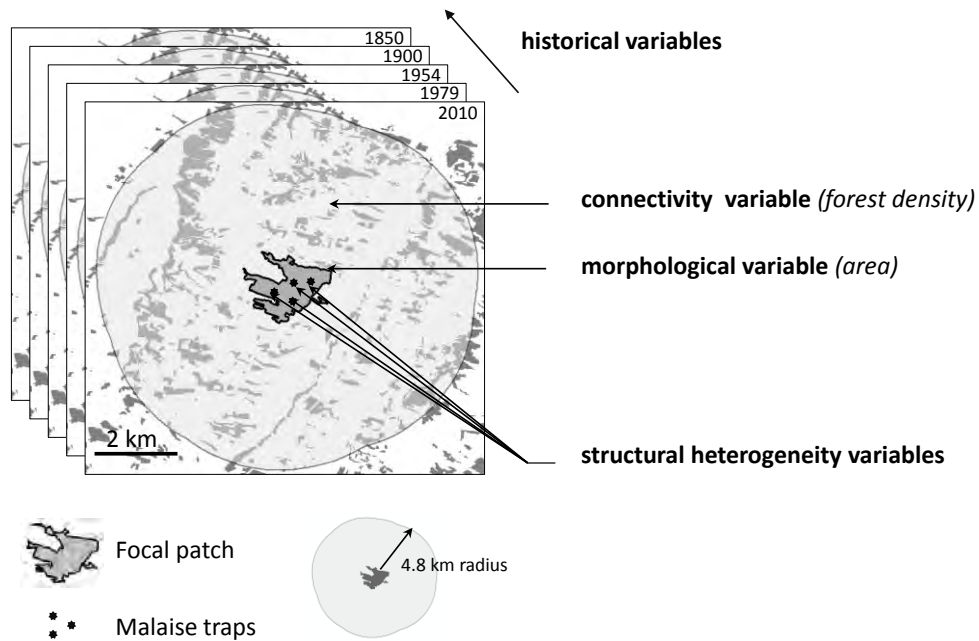 1850
1900
1954
1979
2010
historical variables
connectivity variable (forest density)
morphological variable (area)
2 km
structural heterogeneity variables
Focal patch
4.8 km radius
Malaise traps